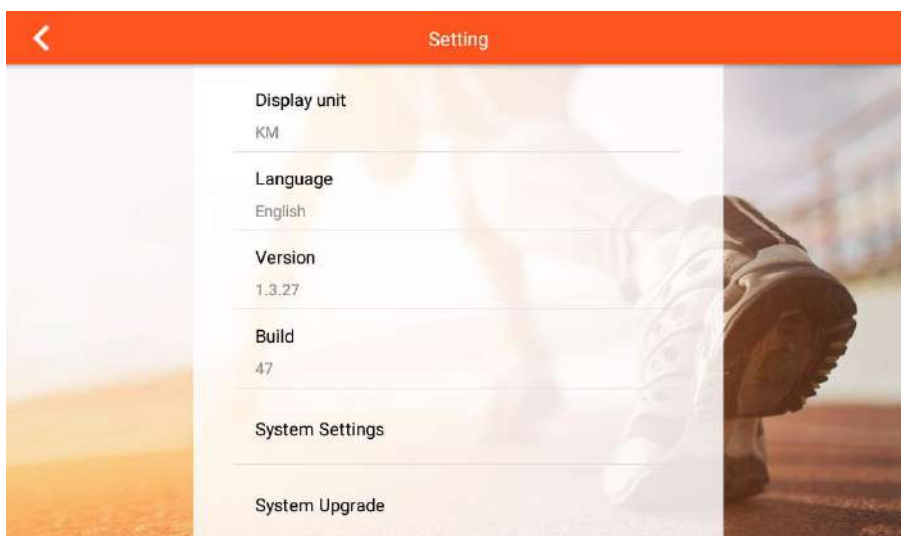 Setting
Display unit
KM
Language
English
Version
1.3.27
Build
47
System Settings
System Upgrade